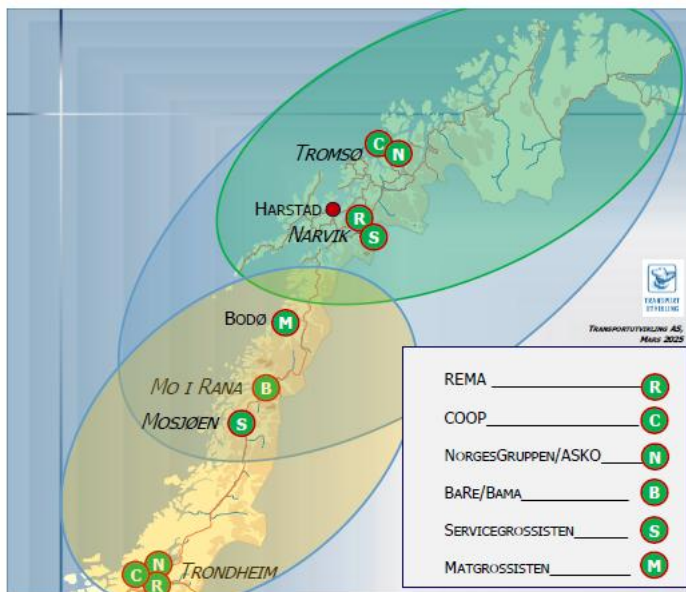 C
N
TROMSØ
HARSTAD
R
NARVIK
S
TRANSPORT
UTVIKLING
BODØ
M
TRANSPORTUTVIKLING AS,
MARS 2025
MO I RANA
B
MOSJØEN
S
REMA R
COOP C
NORGESGRUPPEN/ASKO N
BARE/BAMA B
SERVICEGROSSISTEN S
MATGROSSISTEN M
N
C
R
TRONDHEIM